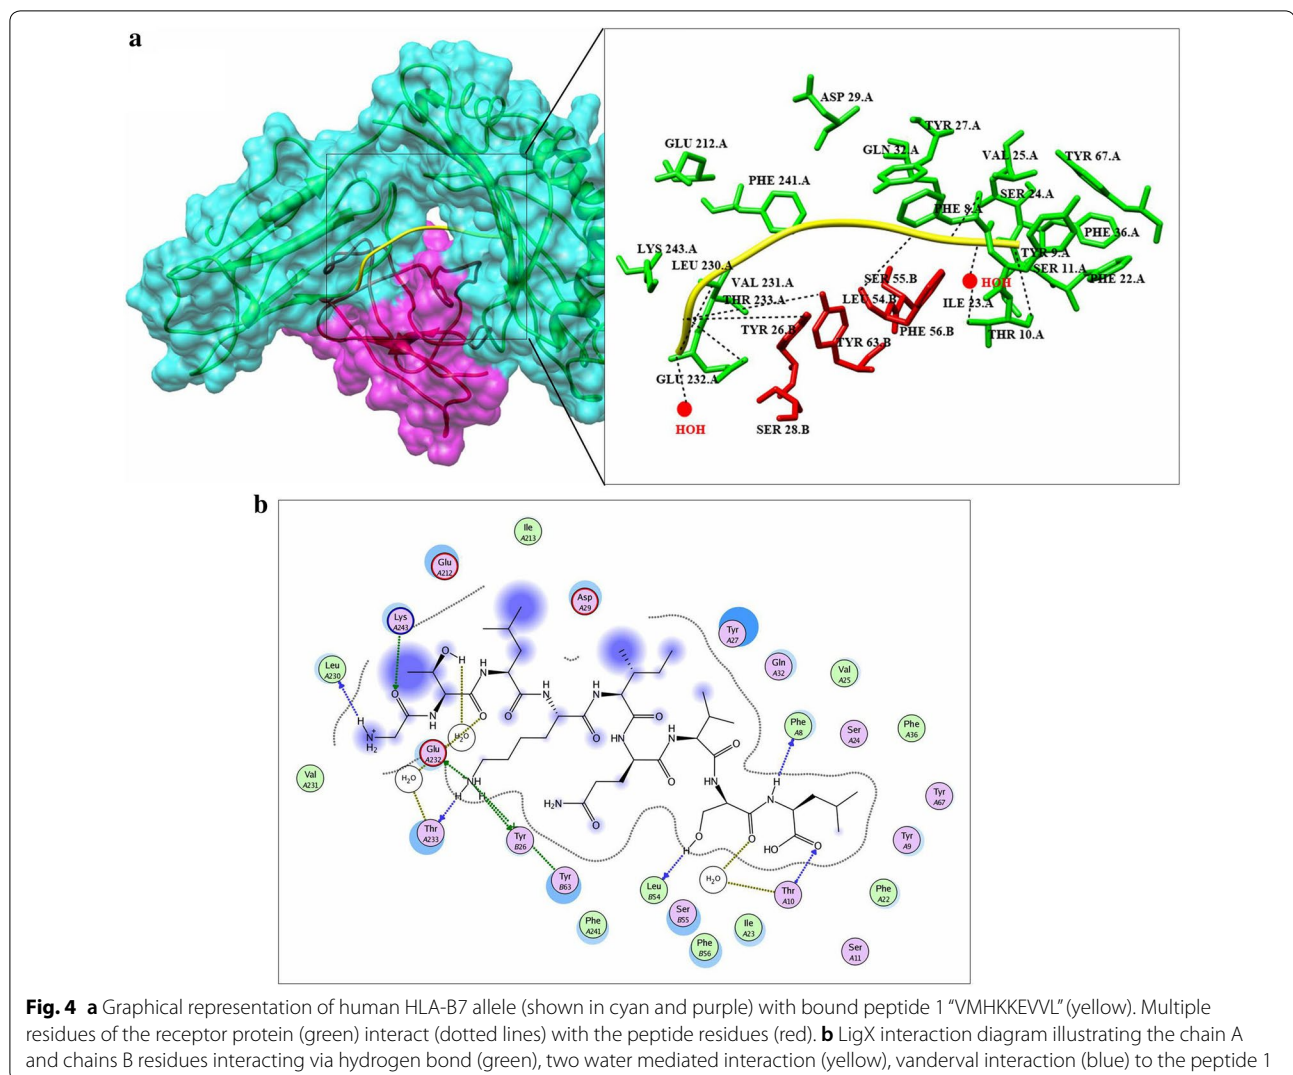 a
ASP 29.A
TYR 27.A
GLU 212.A
GLN 32.A
VAL 25.A
TYR 67.A
PHE 241.A
SER 24.A
PHE 8.A
PHE 36.A
LYS 243.A
TYR 9.A
LEU 230.A
SER 11.A
VAL 231.A
SER 55.B
HOH
PHE 22.A
THR 233.A
LEU 54.B
ILE 23.A
TYR 26.B
PHE 56.B
THR 10.A
TYR 63.B
GLU 232.A
HOH
SER 28.B
b
Ile
A213
Glu
A212
Asp
A29
Lys
A243
Tyr
A27
Leu
A230
Gln
A32
Val
A25
O H
H
N
O
N
H
O
O
H
N
H
N
O
O
H
N
HN
O
O
H
N
O
NH
H
N
H
O
O
HO
O
H
N+
H2
NH
H
H
H2N
O
Phe
A8
Ser
A24
Phe
A36
H2O
Glu
A232
H2O
Val
A231
Tyr
A67
Thr
A233
Tyr
B26
Tyr
A9
Tyr
B63
Leu
B54
H2O
Thr
A10
Phe
A22
Phe
A241
Ser
B55
Ile
A23
Phe
B56
Ser
A11
Fig. 4 a Graphical representation of human HLA-B7 allele (shown in cyan and purple) with bound peptide 1 “VMHKKEVVL” (yellow). Multiple
residues of the receptor protein (green) interact (dotted lines) with the peptide residues (red). b LigX interaction diagram illustrating the chain A
and chains B residues interacting via hydrogen bond (green), two water mediated interaction (yellow), vanderval interaction (blue) to the peptide 1